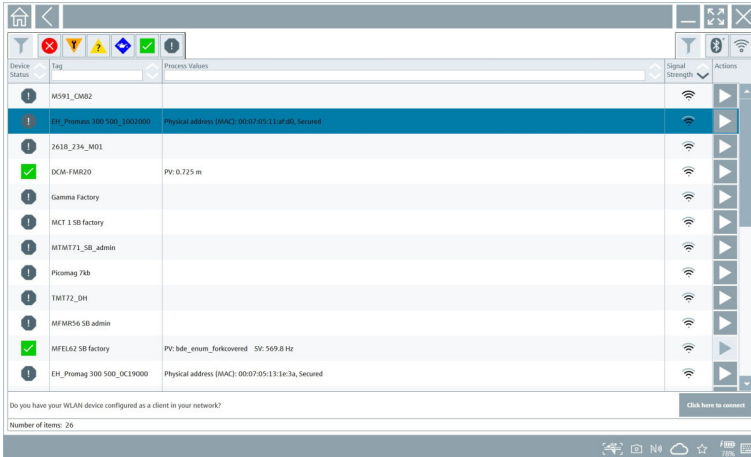 Device Status
Tag
Process Values
Signal Strength
Actions
M591_CM82
EH_Promass 300 500_1002000 Physical address (MAC): 00:07:05:11:af:d0, Secured
2618_234_M01
DCM-FMR20 PV: 0.725 m
Gamma Factory
MCT 1 SB factory
MTMT71_SB_admin
Picomag 7kb
TMT72_DH
MFMR56 SB admin
MFEL62 SB factory PV: bde_enum_forkcovered SV: 569.8 Hz
EH_Promag 300 500_0C19000 Physical address (MAC): 00:07:05:13:1e:3a, Secured
Do you have your WLAN device configured as a client in your network? Click here to connect
Number of items: 26
78%